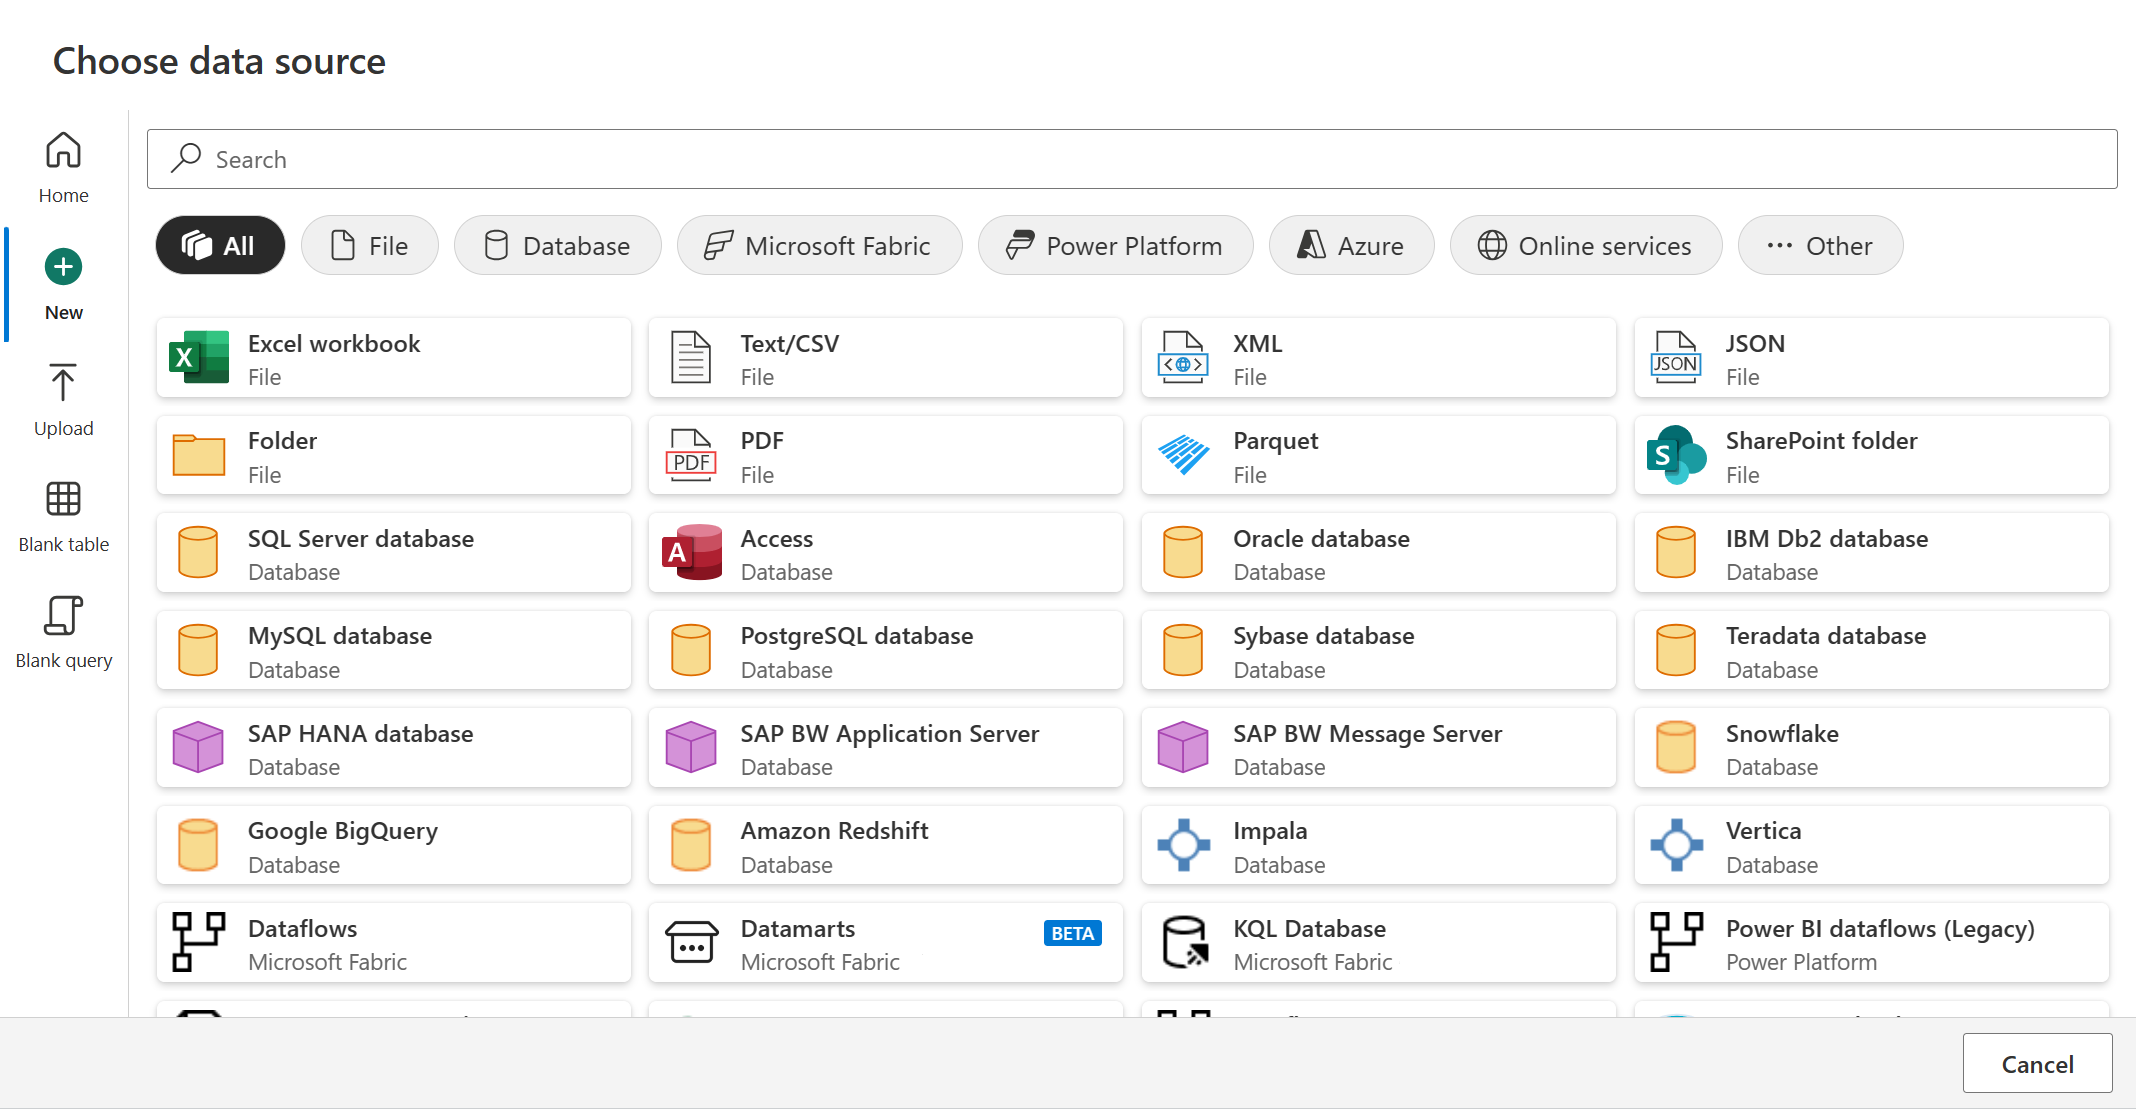 Choose data source
Home
New
Upload
Blank table
Blank query
Search
All
File
Database
Microsoft Fabric
Power Platform
Azure
Online services
Other
Excel workbook
File
Text/CSV
File
XML
File
JSON
JSON
File
Folder
File
PDF
PDF
File
Parquet
File
S
SharePoint folder
File
SQL Server database
Database
A
Access
Database
Oracle database
Database
IBM Db2 database
Database
MySQL database
Database
PostgreSQL database
Database
Sybase database
Database
Teradata database
Database
SAP HANA database
Database
SAP BW Application Server
Database
SAP BW Message Server
Database
Snowflake
Database
Google BigQuery
Database
Amazon Redshift
Database
Impala
Database
Vertica
Database
Dataflows
Microsoft Fabric
Datamarts
Microsoft Fabric
BETA
KQL Database
Microsoft Fabric
Power BI dataflows (Legacy)
Power Platform
Cancel